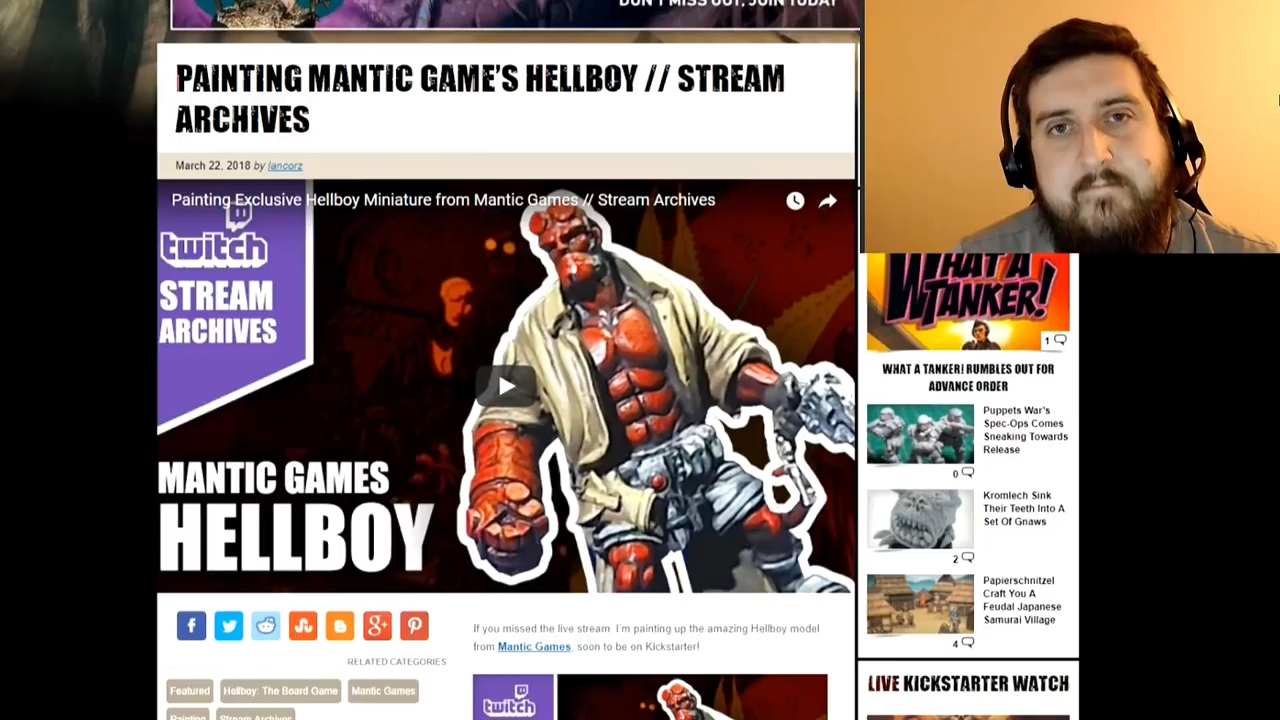 DON'T MISS OUT, JOIN TODAY
PAINTING MANTIC GAME'S HELLBOY // STREAM
ARCHIVES
March 22, 2018 by lancorz
Painting Exclusive Hellboy Miniature from Mantic Games // Stream Archives
twitch
STREAM
ARCHIVES
MANTIC GAMES
HELLBOY
If you missed the live stream I'm painting up the amazing Hellboy model
from Mantic Games, soon to be on Kickstarter!
RELATED CATEGORIES
Featured
Hellboy: The Board Game
Mantic Games
Painting
Stream Archives
twitch
WHAT A
TANKER!
1
WHAT A TANKER! RUMBLES OUT FOR
ADVANCE ORDER
Puppets War's
Spec-Ops Comes
Sneaking Towards
Release
0
Kromlech Sink
Their Teeth Into A
Set Of Gnaws
2
Papierschnitzel
Craft You A
Feudal Japanese
Samurai Village
4
LIVE KICKSTARTER WATCH